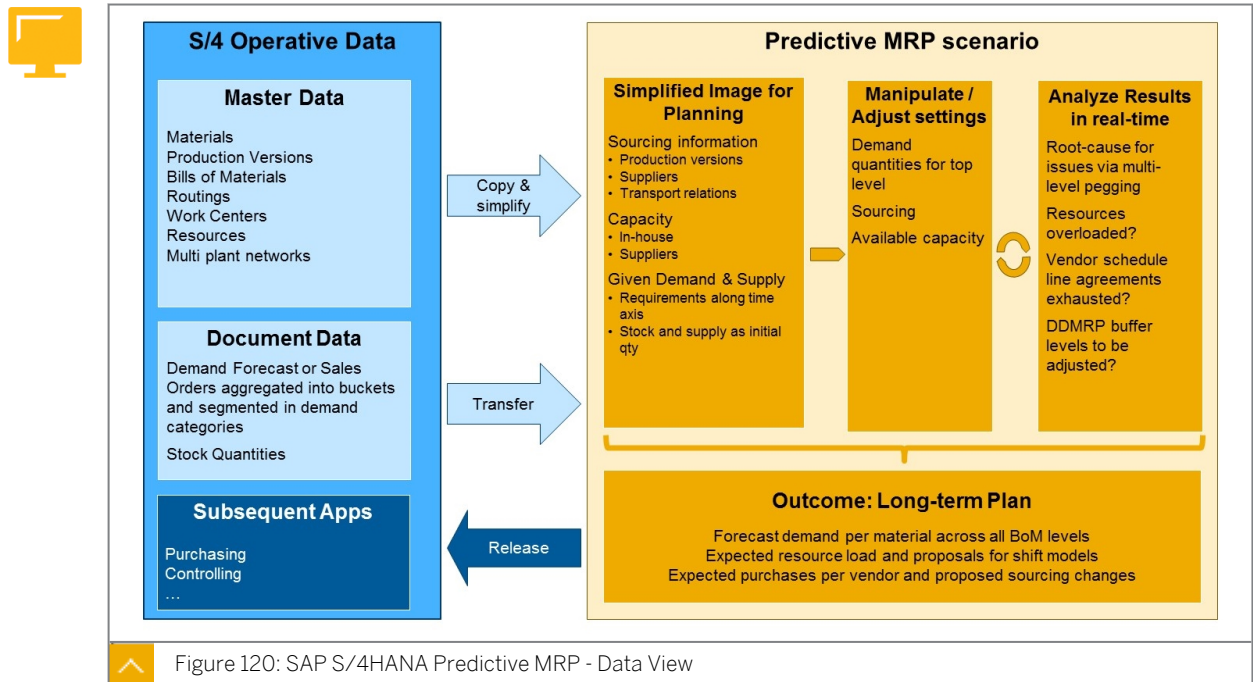 S/4 Operative Data
Master Data
Materials
Production Versions
Bills of Materials
Routings
Work Centers
Resources
Multi plant networks
Document Data
Demand Forecast or Sales
Orders aggregated into buckets
and segmented in demand
categories
Stock Quantities
Subsequent Apps
Purchasing
Controlling
…
Copy &
simplify
Transfer
Release
Predictive MRP scenario
Simplified Image for
Planning
Sourcing information
• Production versions
• Suppliers
• Transport relations
Capacity
• In-house
• Suppliers
Given Demand & Supply
• Requirements along time
axis
• Stock and supply as initial
qty
Manipulate /
Adjust settings
Demand
quantities for top
level
Sourcing
Available capacity
Analyze Results
in real-time
Root-cause for
issues via multi-
level pegging
Resources
overloaded?
Vendor schedule
line agreements
exhausted?
DDMRP buffer
levels to be
adjusted?
Outcome: Long-term Plan
Forecast demand per material across all BoM levels
Expected resource load and proposals for shift models
Expected purchases per vendor and proposed sourcing changes
Figure 120: SAP S/4HANA Predictive MRP - Data View